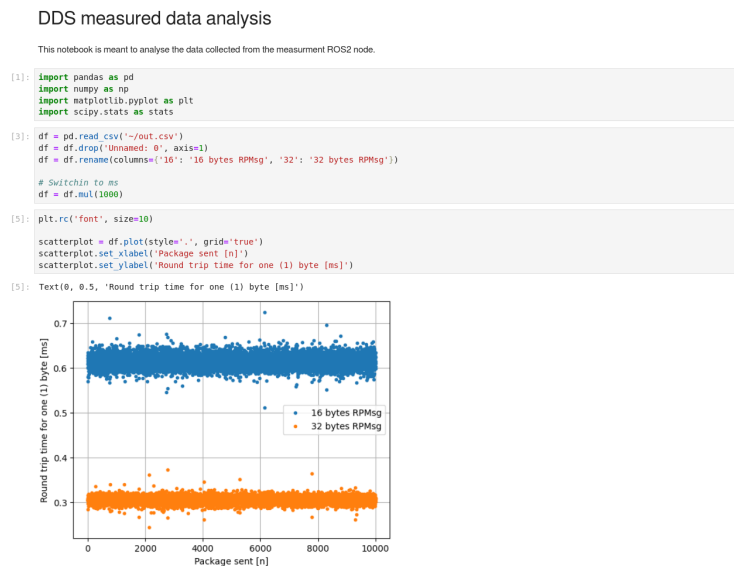 DDS measured data analysis
This notebook is meant to analyse the data collected from the measurment ROS2 node.
[1]: import pandas as pd
import numpy as np
import matplotlib.pyplot as plt
import scipy.stats as stats
[3]: df = pd.read_csv('~/out.csv')
df = df.drop('Unnamed: 0', axis=1)
df = df.rename(columns={'16': '16 bytes RPMsg', '32': '32 bytes RPMsg'})
# Switchin to ms
df = df.mul(1000)
[5]: plt.rc('font', size=10)
scatterplot = df.plot(style='.', grid='true')
scatterplot.set_xlabel('Package sent [n]')
scatterplot.set_ylabel('Round trip time for one (1) byte [ms]')
[5]: Text(0, 0.5, 'Round trip time for one (1) byte [ms]')
Round trip time for one (1) byte [ms]
0.7
0.6
0.5
0.4
0.3
16 bytes RPMsg
32 bytes RPMsg
0 2000 4000 6000 8000 10000
Package sent [n]